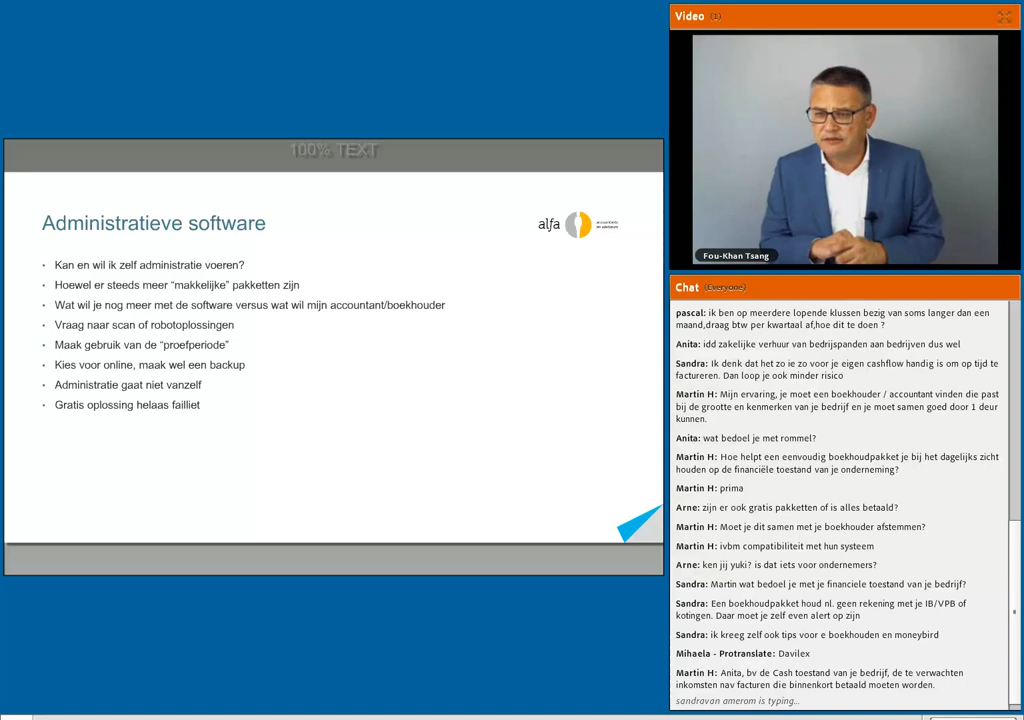 100% TEXT
Administratieve software
alfa
Kan en wil ik zelf administratie voeren?
Hoewel er steeds meer “makkelijke” pakketten zijn
Wat wil je nog meer met de software versus wat wil mijn accountant/boekhouder
Vraag naar scan of robotoplossingen
Maak gebruik van de “proefperiode”
Kies voor online, maak wel een backup
Administratie gaat niet vanzelf
Gratis oplossing helaas failliet
Video (1)
Fou-Khan Tsang
Chat (Everyone)
pascal: ik ben op meerdere lopende klussen bezig van soms langer dan een
maand,draag btw per kwartaal af,hoe dit te doen ?
Anita: idd zakelijke verhuur van bedrijspanden aan bedrijven dus wel
Sandra: Ik denk dat het zo ie zo voor je eigen cashflow handig is om op tijd te
factureren. Dan loop je ook minder risico
Martin H: Mijn ervaring, je moet een boekhouder / accountant vinden die past
bij de grootte en kenmerken van je bedrijf en je moet samen goed door 1 deur
kunnen.
Anita: wat bedoel je met rommel?
Martin H: Hoe helpt een eenvoudig boekhoudpakket je bij het dagelijks zicht
houden op de financiële toestand van je onderneming?
Martin H: prima
Arne: zijn er ook gratis pakketten of is alles betaald?
Martin H: Moet je dit samen met je boekhouder afstemmen?
Martin H: ivbm compatibiliteit met hun systeem
Arne: ken jij yuki? is dat iets voor ondernemers?
Sandra: Martin wat bedoel je met je financiele toestand van je bedrijf?
Sandra: Een boekhoudpakket houd nl. geen rekening met je IB/VPB of
kotingen. Daar moet je zelf even alert op zijn
Sandra: ik kreeg zelf ook tips voor e boekhouden en moneybird
Mihaela - Protranslate: Davilex
Martin H: Anita, bv de Cash toestand van je bedrijf, de te verwachten
inkomsten nav facturen die binnenkort betaald moeten worden.
sandravan amerom is typing...